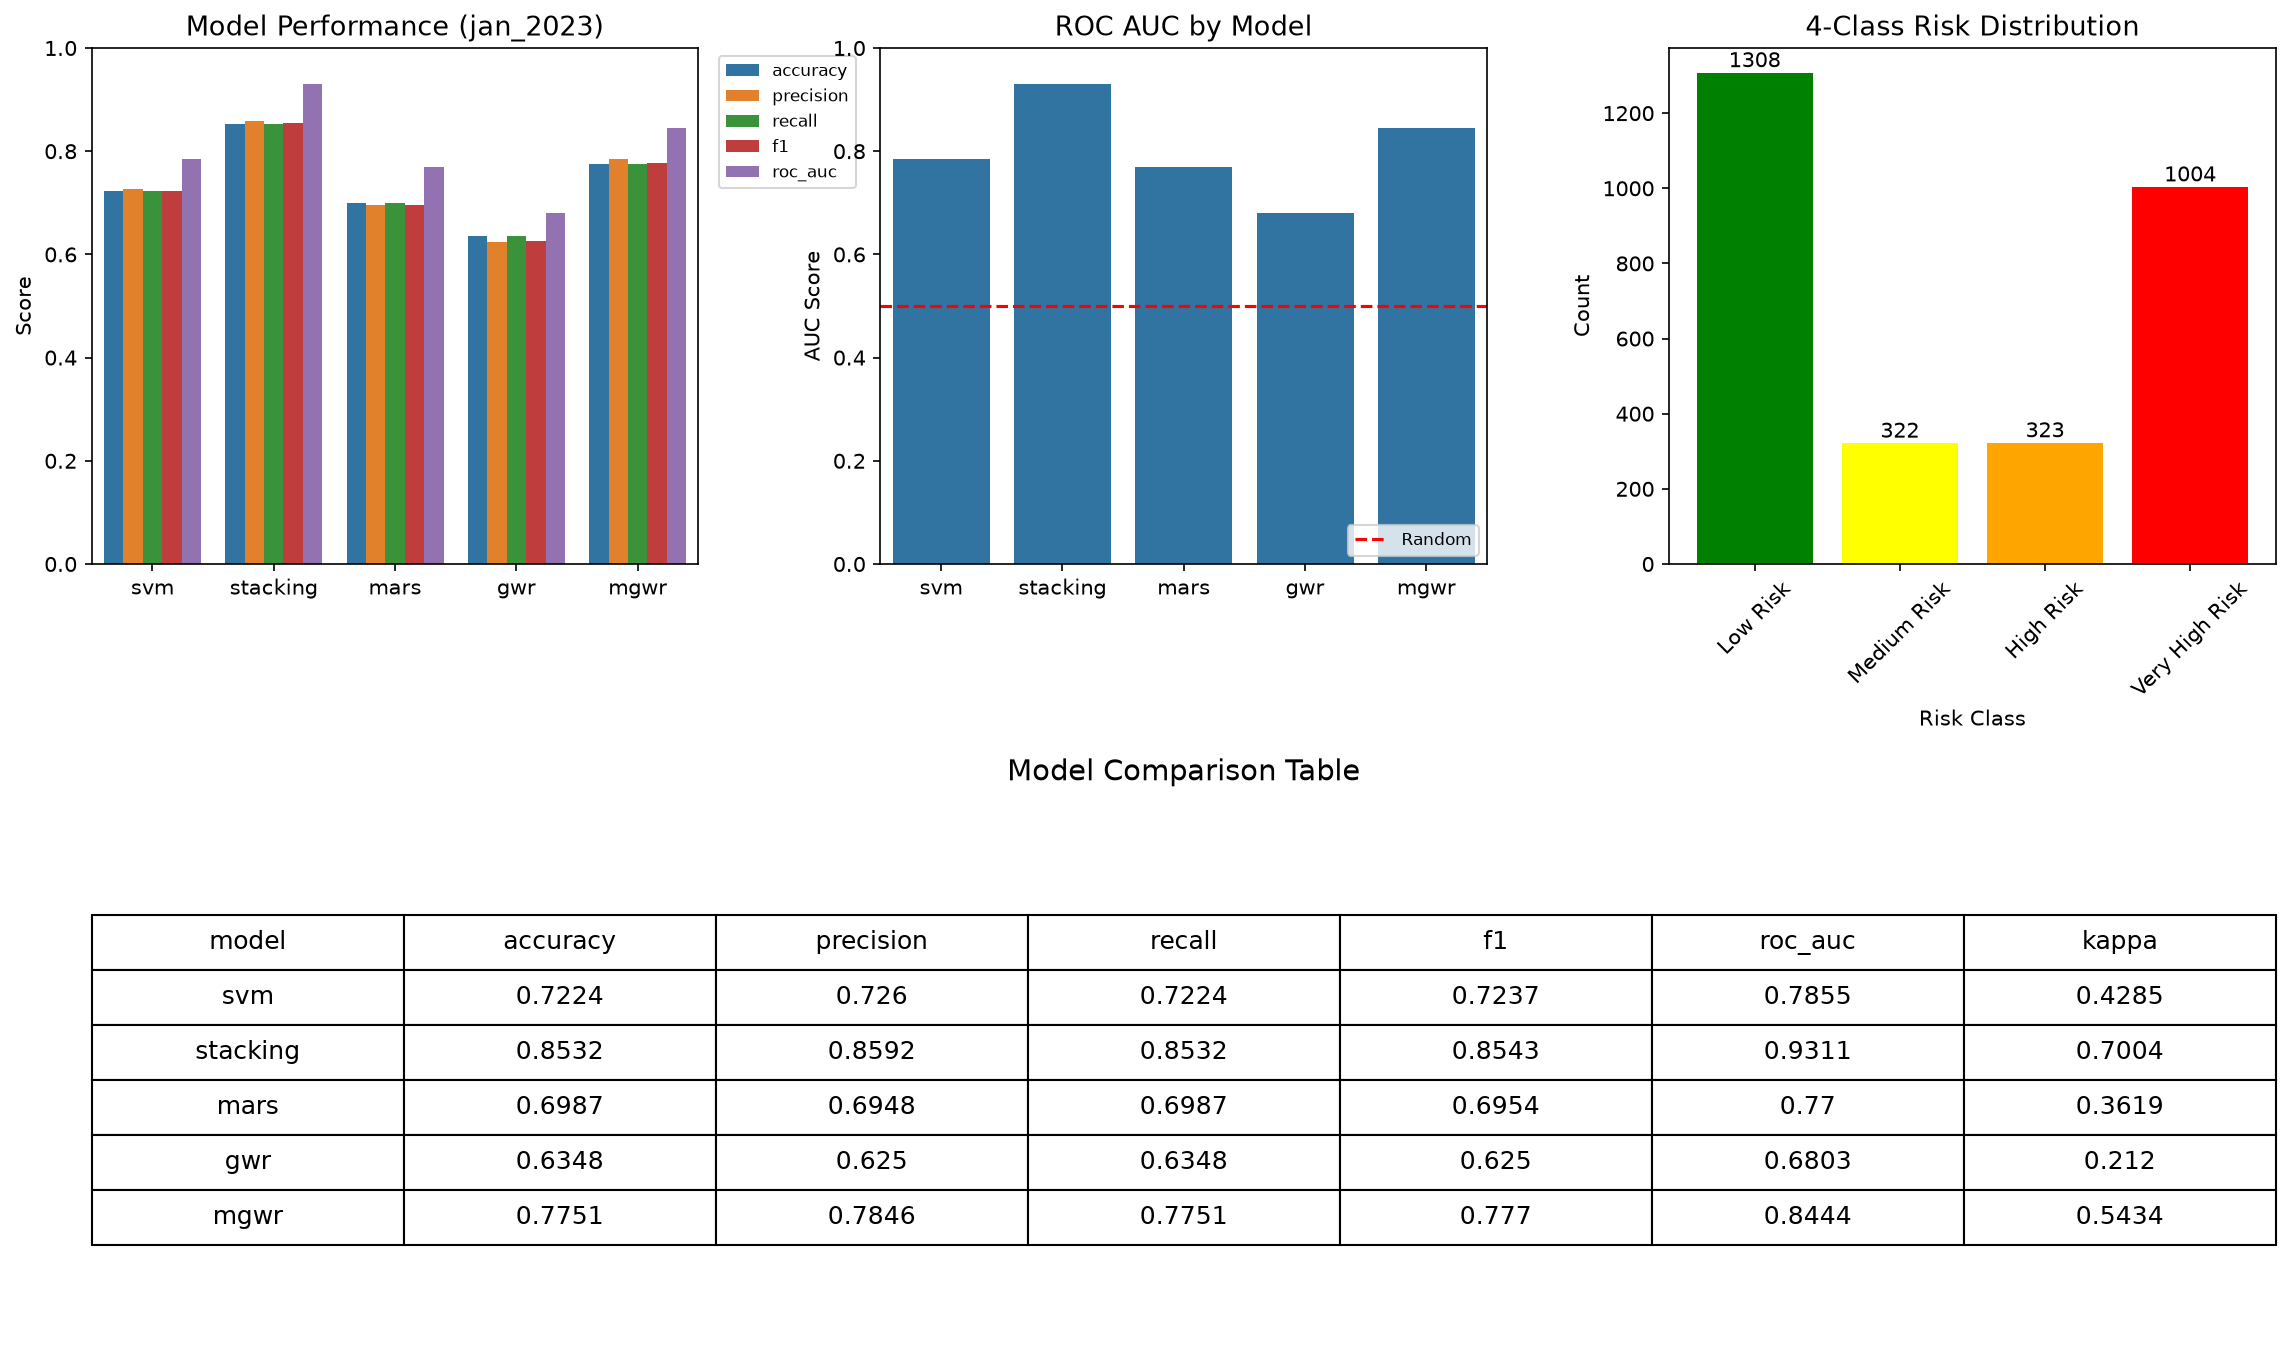 Model Performance (jan_2023)
Score
1.0
0.8
0.6
0.4
0.2
0.0
svm stacking mars gwr mgwr
accuracy
precision
recall
f1
roc_auc
ROC AUC by Model
AUC Score
1.0
0.8
0.6
0.4
0.2
0.0
svm stacking mars gwr mgwr
Random
4-Class Risk Distribution
Count
1200
1000
800
600
400
200
0
1308
322
323
1004
Low Risk
Medium Risk
High Risk
Very High Risk
Risk Class
Model Comparison Table
model accuracy precision recall f1 roc_auc kappa
svm 0.7224 0.726 0.7224 0.7237 0.7855 0.4285
stacking 0.8532 0.8592 0.8532 0.8543 0.9311 0.7004
mars 0.6987 0.6948 0.6987 0.6954 0.77 0.3619
gwr 0.6348 0.625 0.6348 0.625 0.6803 0.212
mgwr 0.7751 0.7846 0.7751 0.777 0.8444 0.5434